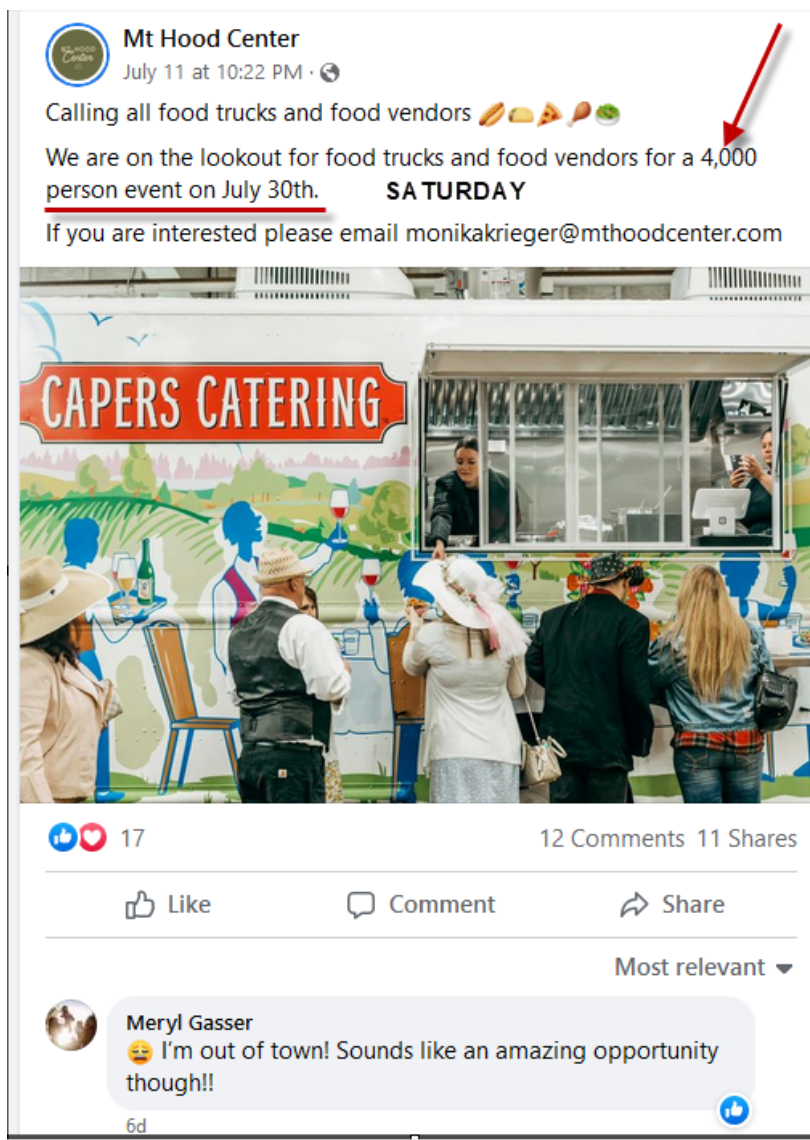 MT HOOD
Center
Mt Hood Center
July 11 at 10:22 PM ·
Calling all food trucks and food vendors 🌭🌮🍕🍗🥗
We are on the lookout for food trucks and food vendors for a 4,000
person event on July 30th. SATURDAY
If you are interested please email monikakrieger@mthoodcenter.com
CAPERS CATERING
17
12 Comments 11 Shares
Like Comment Share
Most relevant
Meryl Gasser
😩 I'm out of town! Sounds like an amazing opportunity
though!!
6d